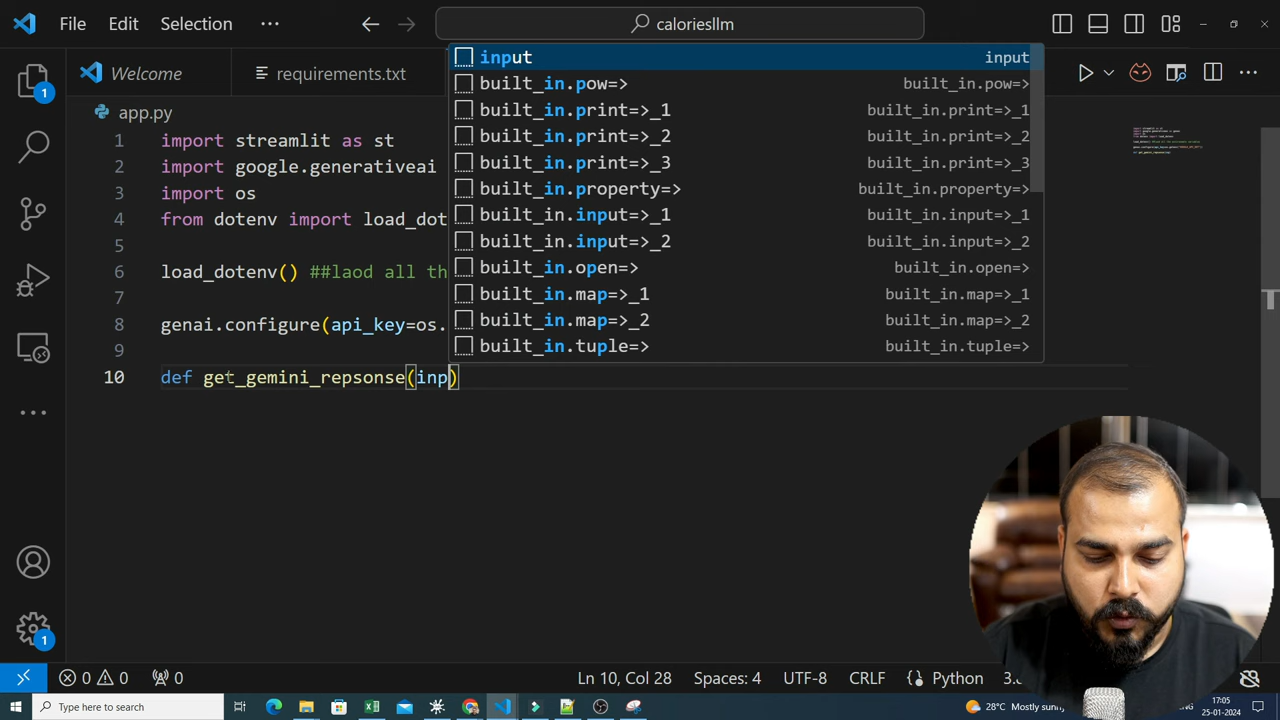 File Edit Selection ··· caloriesllm
Welcome requirements.txt
app.py
1 import streamlit as st
2 import google.generativeai
3 import os
4 from dotenv import load_dot
5
6 load_dotenv() ##laod all th
7
8 genai.configure(api_key=os.
9
10 def get_gemini_repsonse(inp)
input input
built_in.pow=> built_in.pow=>
built_in.print=>_1 built_in.print=>_1
built_in.print=>_2 built_in.print=>_2
built_in.print=>_3 built_in.print=>_3
built_in.property=> built_in.property=>
built_in.input=>_1 built_in.input=>_1
built_in.input=>_2 built_in.input=>_2
built_in.open=> built_in.open=>
built_in.map=>_1 built_in.map=>_1
built_in.map=>_2 built_in.map=>_2
built_in.tuple=> built_in.tuple=>
1
1
0 0 0 Ln 10, Col 28 Spaces: 4 UTF-8 CRLF Python
Type here to search 28°C Mostly sunny 17:05
25-01-2024